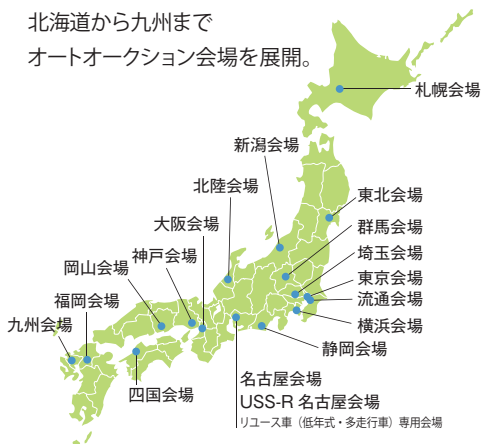 北海道から九州まで
オートオークション会場を展開。
札幌会場
新潟会場
北陸会場
東北会場
大阪会場
群馬会場
神戸会場
埼玉会場
岡山会場
東京会場
福岡会場
流通会場
九州会場
横浜会場
静岡会場
四国会場
名古屋会場
USS-R 名古屋会場
リユース車（低年式・多走行車）専用会場